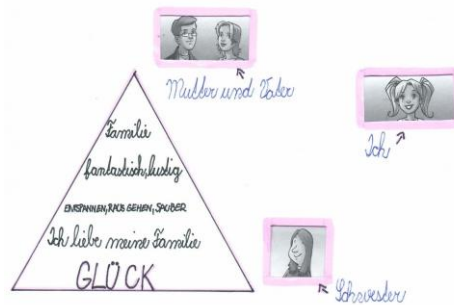 Mutter und Vater
Ich
Familie
fantastisch, lustig
ENTSPANNEN, RAUS GEHEN, SAUBER
Ich liebe meine Familie
GLÜCK
Schwester